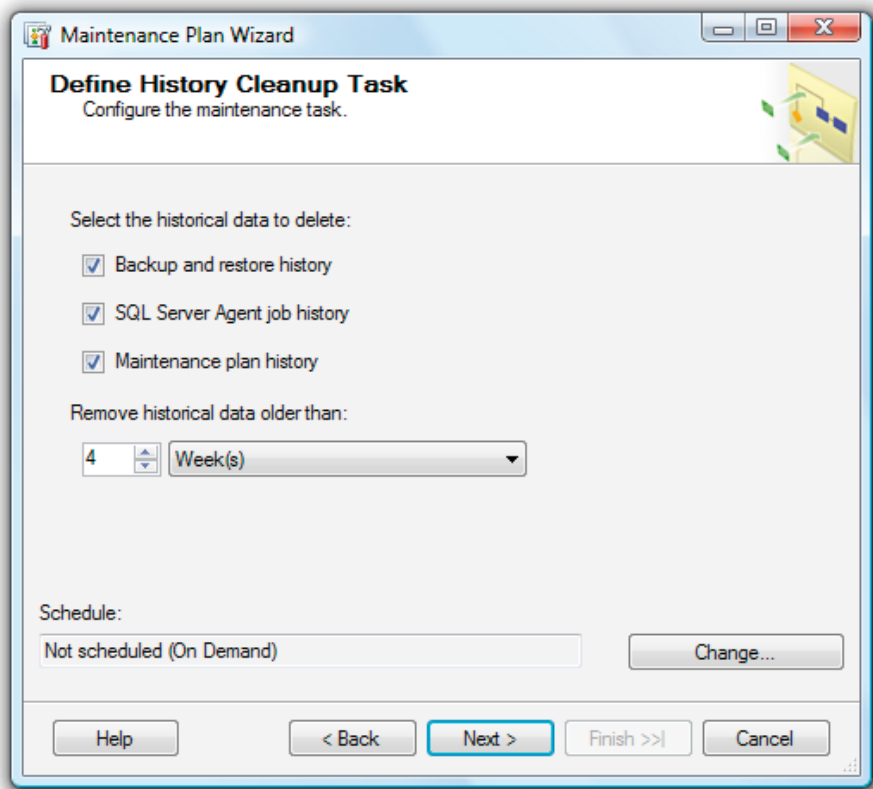 Maintenance Plan Wizard
Define History Cleanup Task
Configure the maintenance task.
Select the historical data to delete:
Backup and restore history
SQL Server Agent job history
Maintenance plan history
Remove historical data older than:
4 Week(s)
Schedule:
Not scheduled (On Demand) Change...
Help < Back Next > Finish >>| Cancel